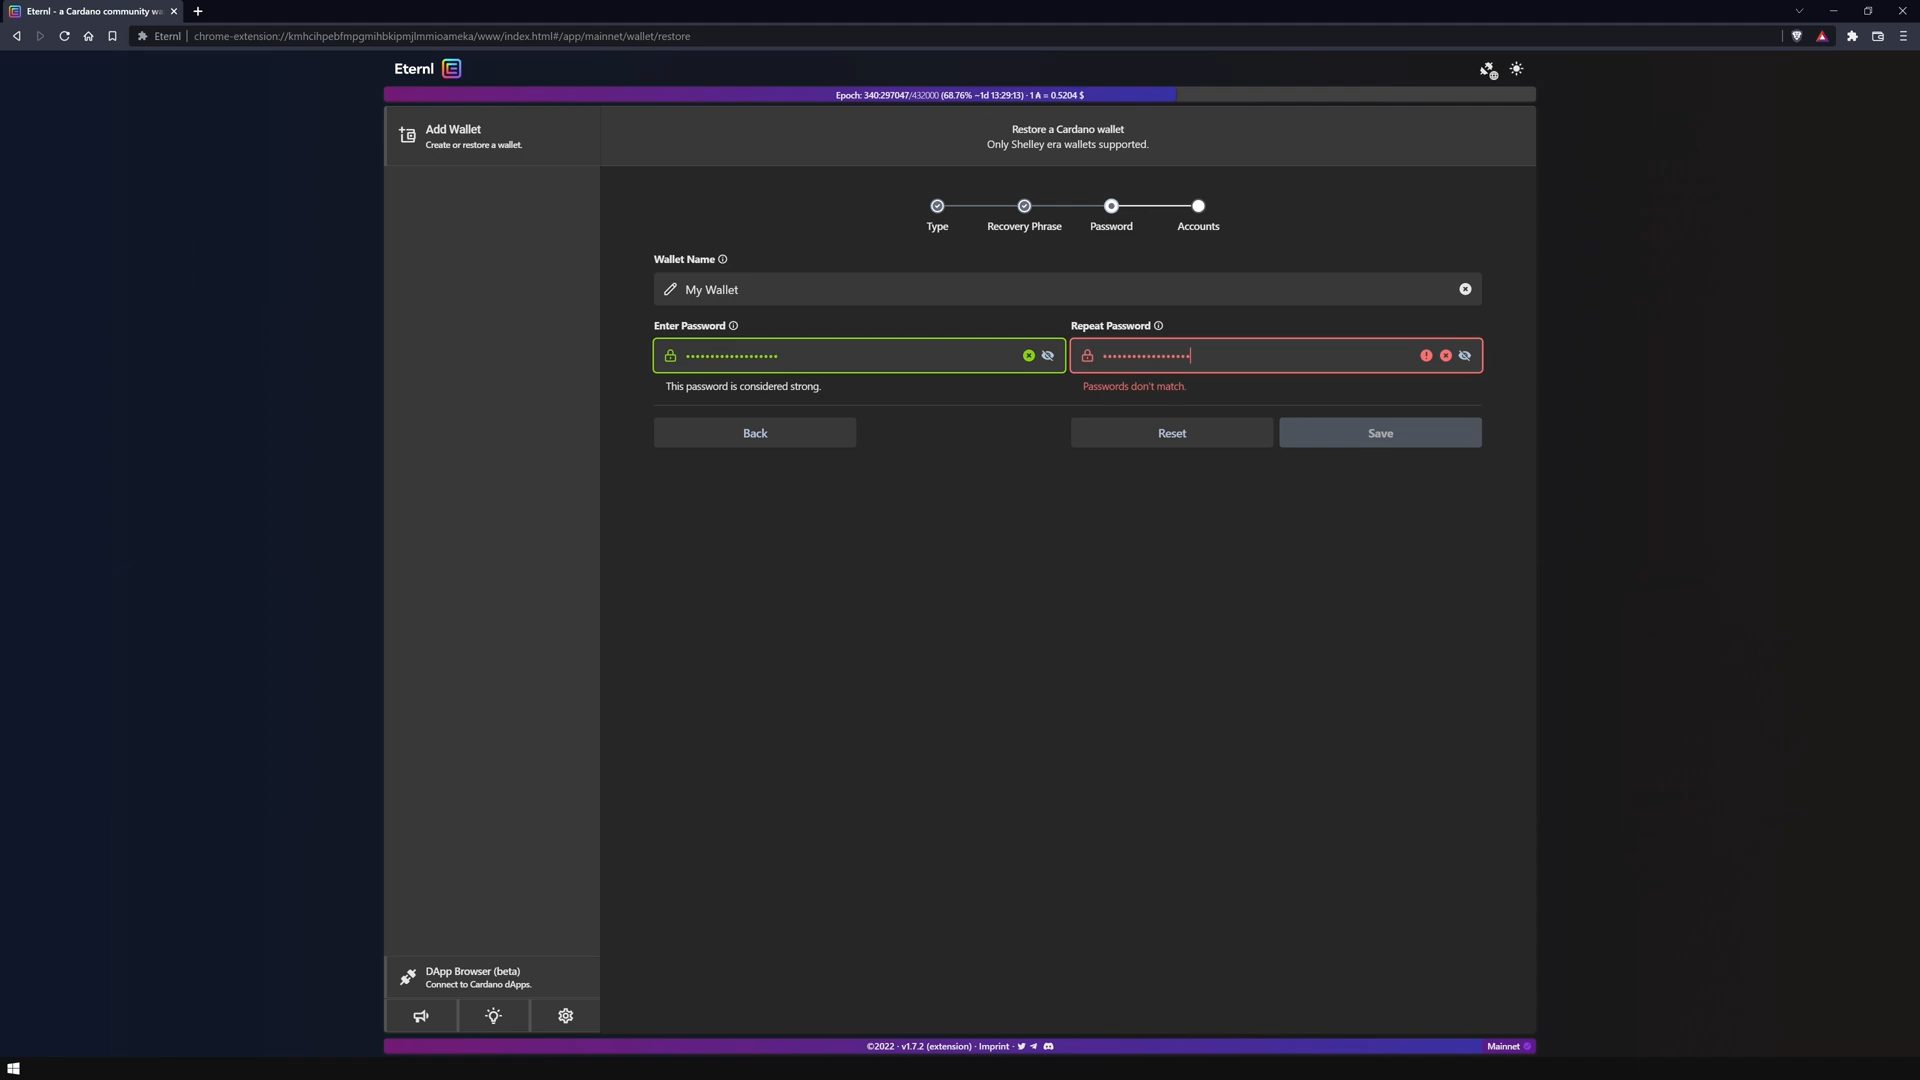 Eternl - a Cardano community wa
Eternl
chrome-extension://kmhcihpebfmpgmihbkipmjlmmioameka/www/index.html#/app/mainnet/wallet/restore
Eternl
Epoch: 340:297047/432000 (68.76% ~1d 13:29:13) · 1 ₳ = 0.5204 $
Add Wallet
Create or restore a wallet.
Restore a Cardano wallet
Only Shelley era wallets supported.
Type
Recovery Phrase
Password
Accounts
Wallet Name
My Wallet
Enter Password
Repeat Password
This password is considered strong.
Passwords don't match.
Back
Reset
Save
DApp Browser (beta)
Connect to Cardano dApps.
©2022 · v1.7.2 (extension) · Imprint ·
Mainnet